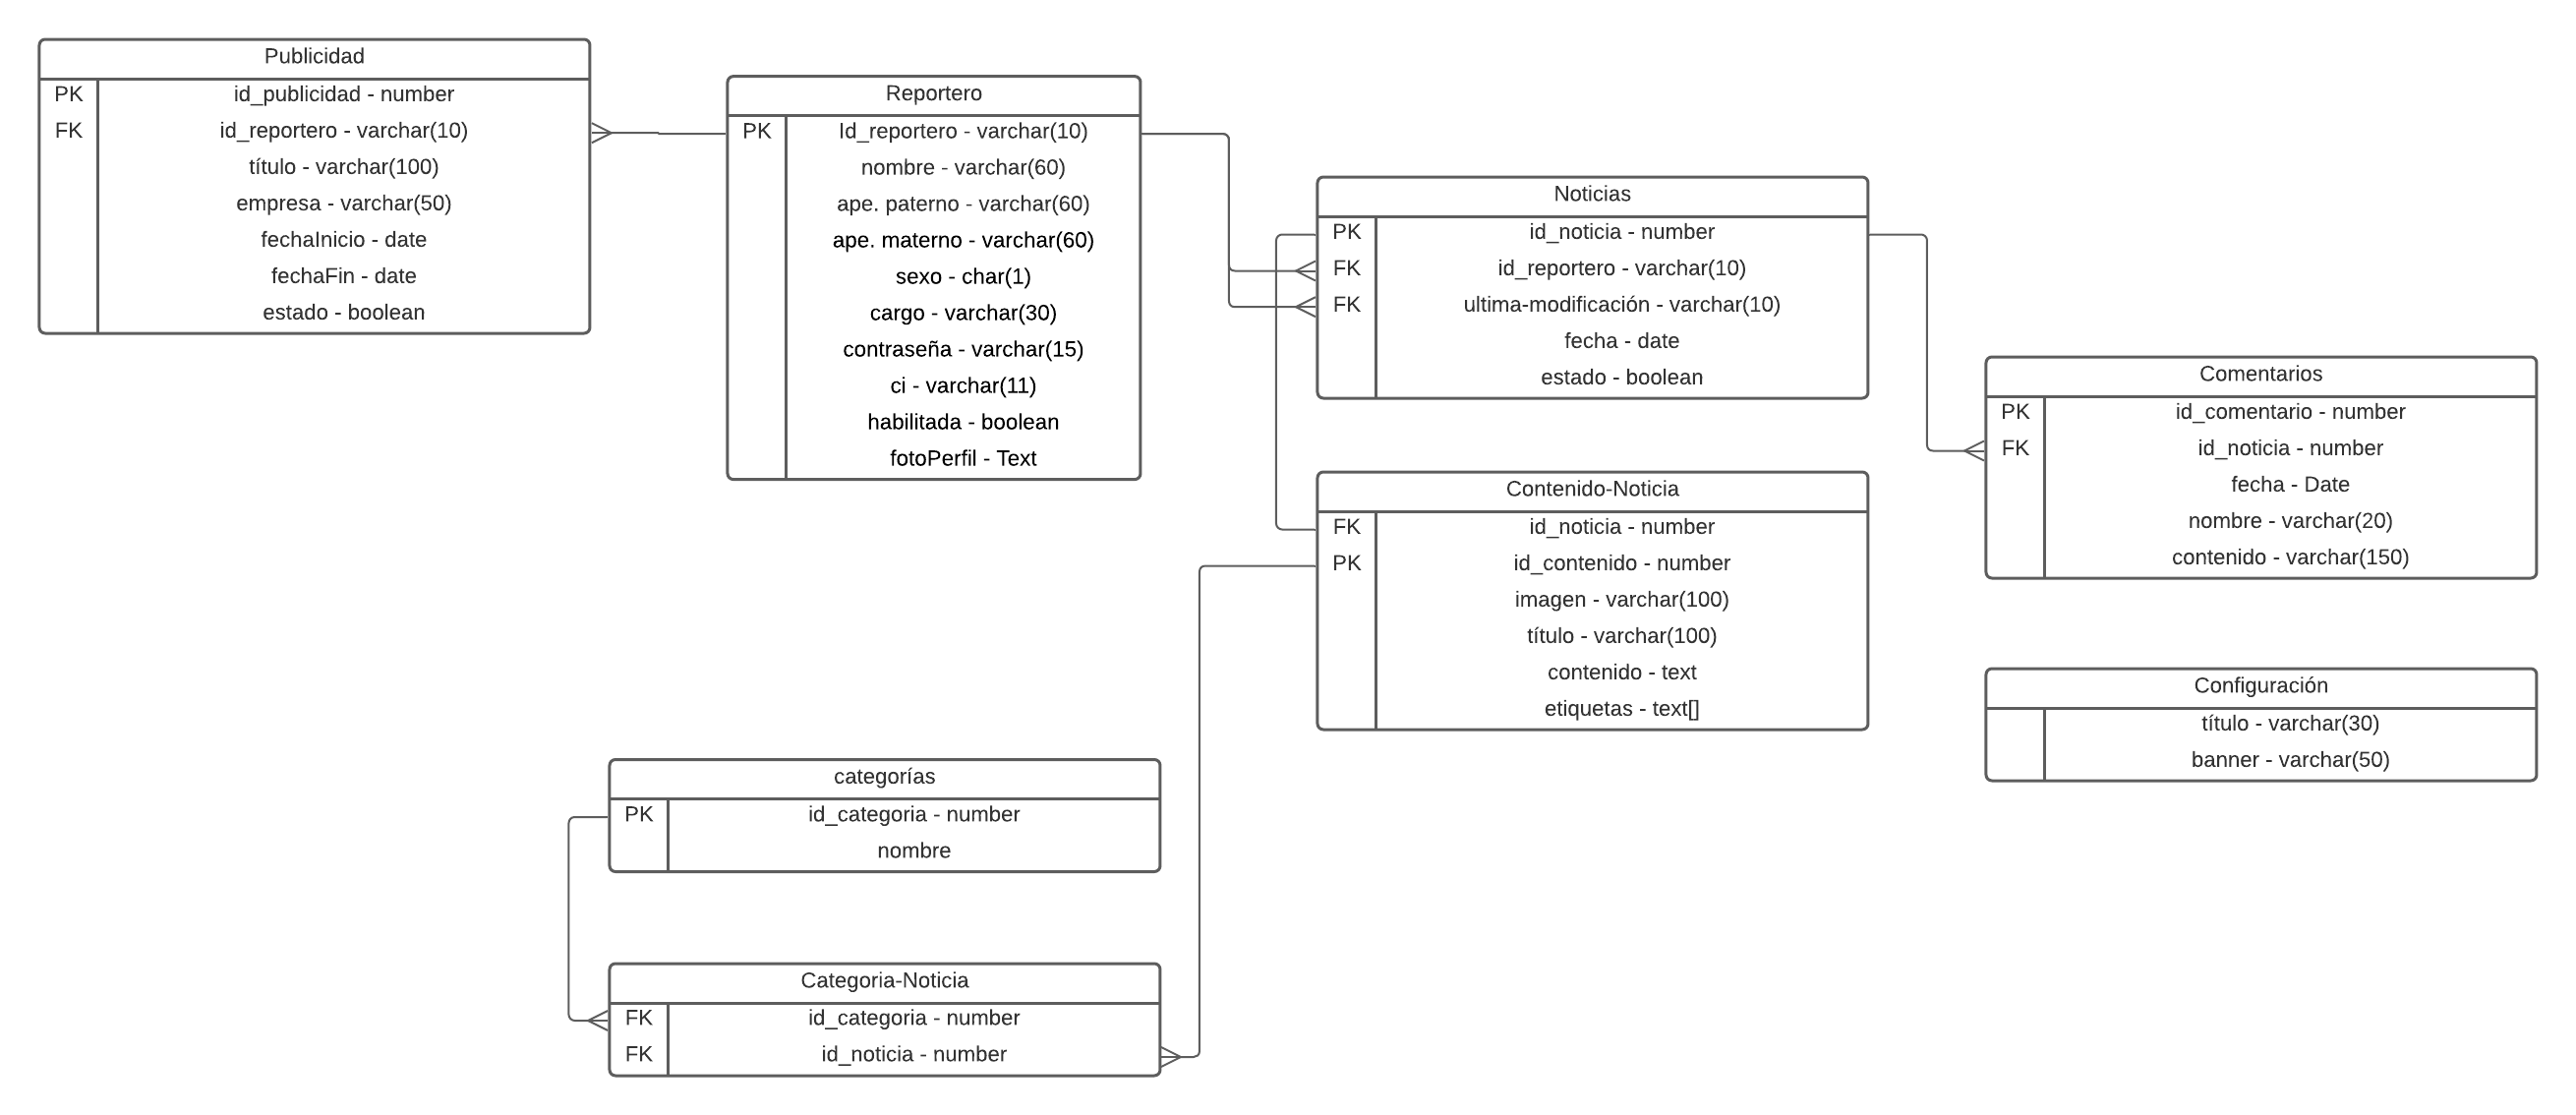 Publicidad
PK id_publicidad - number
FK id_reportero - varchar(10)
título - varchar(100)
empresa - varchar(50)
fechaInicio - date
fechaFin - date
estado - boolean
Reportero
PK Id_reportero - varchar(10)
nombre - varchar(60)
ape. paterno - varchar(60)
ape. materno - varchar(60)
sexo - char(1)
cargo - varchar(30)
contraseña - varchar(15)
ci - varchar(11)
habilitada - boolean
fotoPerfil - Text
Noticias
PK id_noticia - number
FK id_reportero - varchar(10)
FK ultima-modificación - varchar(10)
fecha - date
estado - boolean
Comentarios
PK id_comentario - number
FK id_noticia - number
fecha - Date
nombre - varchar(20)
contenido - varchar(150)
Contenido-Noticia
FK id_noticia - number
PK id_contenido - number
imagen - varchar(100)
título - varchar(100)
contenido - text
etiquetas - text[]
Configuración
título - varchar(30)
banner - varchar(50)
categorías
PK id_categoria - number
nombre
Categoria-Noticia
FK id_categoria - number
FK id_noticia - number